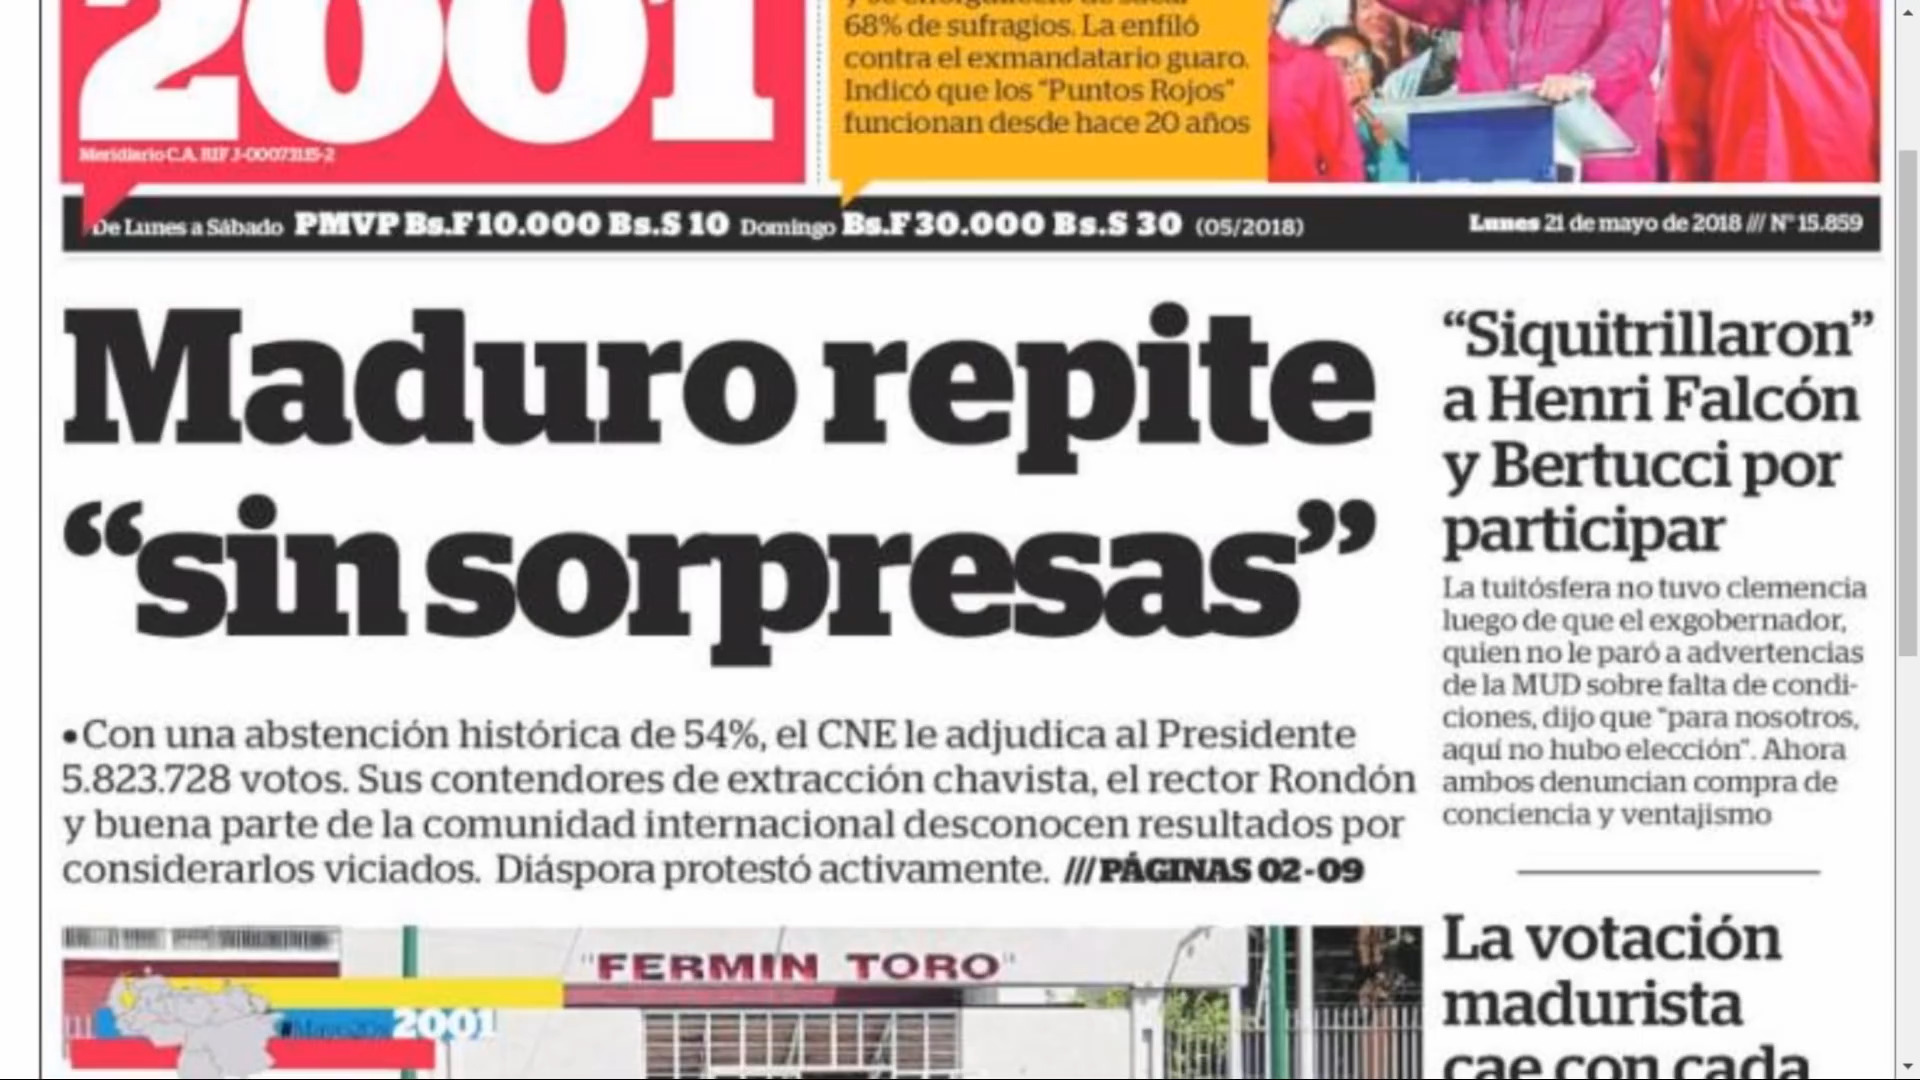 2001
Meridiario C.A. RIF J-00073115-2
68% de sufragios. La enfiló
contra el exmandatario guaro.
Indicó que los “Puntos Rojos”
funcionan desde hace 20 años
De Lunes a Sábado PMVP Bs.F 10.000 Bs.S 10 Domingo Bs.F 30.000 Bs.S 30 (05/2018)
Lunes 21 de mayo de 2018 /// N° 15.859
Maduro repite
“sin sorpresas”
•Con una abstención histórica de 54%, el CNE le adjudica al Presidente
5.823.728 votos. Sus contendores de extracción chavista, el rector Rondón
y buena parte de la comunidad internacional desconocen resultados por
considerarlos viciados. Diáspora protestó activamente. /// PÁGINAS 02-09
“Siquitrillaron”
a Henri Falcón
y Bertucci por
participar
La tuitósfera no tuvo clemencia
luego de que el exgobernador,
quien no le paró a advertencias
de la MUD sobre falta de condi-
ciones, dijo que “para nosotros,
aquí no hubo elección”. Ahora
ambos denuncian compra de
conciencia y ventajismo
La votación
madurista
cae con cada
"FERMIN TORO"
2001